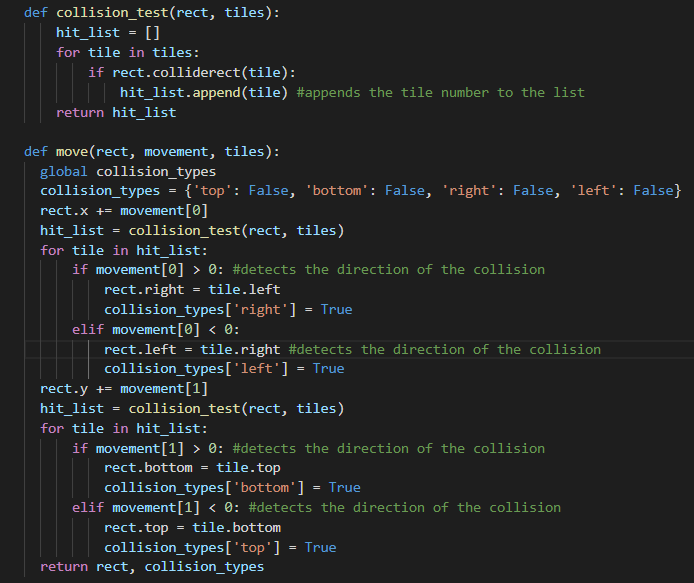 def collision_test(rect, tiles):
    hit_list = []
    for tile in tiles:
        if rect.colliderect(tile):
            hit_list.append(tile) #appends the tile number to the list
    return hit_list

def move(rect, movement, tiles):
  global collision_types
  collision_types = {'top': False, 'bottom': False, 'right': False, 'left': False}
  rect.x += movement[0]
  hit_list = collision_test(rect, tiles)
  for tile in hit_list:
      if movement[0] > 0: #detects the direction of the collision
          rect.right = tile.left
          collision_types['right'] = True
      elif movement[0] < 0:
          rect.left = tile.right #detects the direction of the collision
          collision_types['left'] = True
  rect.y += movement[1]
  hit_list = collision_test(rect, tiles)
  for tile in hit_list:
      if movement[1] > 0: #detects the direction of the collision
          rect.bottom = tile.top
          collision_types['bottom'] = True
      elif movement[1] < 0: #detects the direction of the collision
          rect.top = tile.bottom
          collision_types['top'] = True
  return rect, collision_types